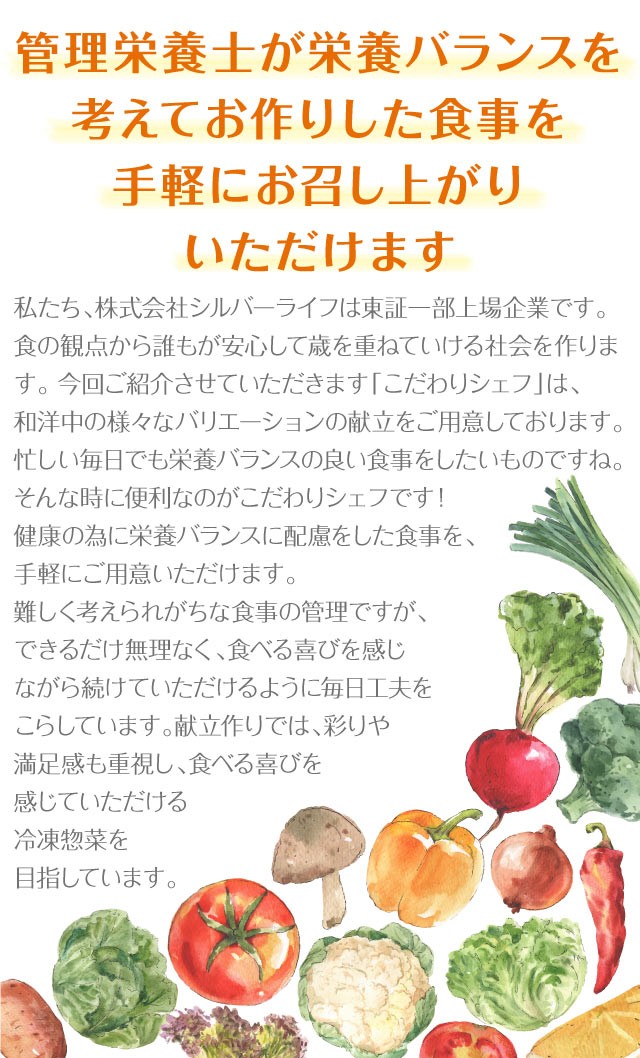 管理栄養士が栄養バランスを
考えてお作りした食事を
手軽にお召し上がり
いただけます
私たち、株式会社シルバーライフは東証一部上場企業です。
食の観点から誰もが安心して歳を重ねていける社会を作りま
す。今回ご紹介させていただきます「こだわりシェフ」は、
和洋中の様々なバリエーションの献立をご用意しております。
忙しい毎日でも栄養バランスの良い食事をしたいものですね。
そんな時に便利なのがこだわりシェフです！
健康の為に栄養バランスに配慮をした食事を、
手軽にご用意いただけます。
難しく考えられがちな食事の管理ですが、
できるだけ無理なく、食べる喜びを感じ
ながら続けていただけるように毎日工夫を
こらしています。献立作りでは、彩りや
満足感も重視し、食べる喜びを
感じていただける
冷凍惣菜を
目指しています。